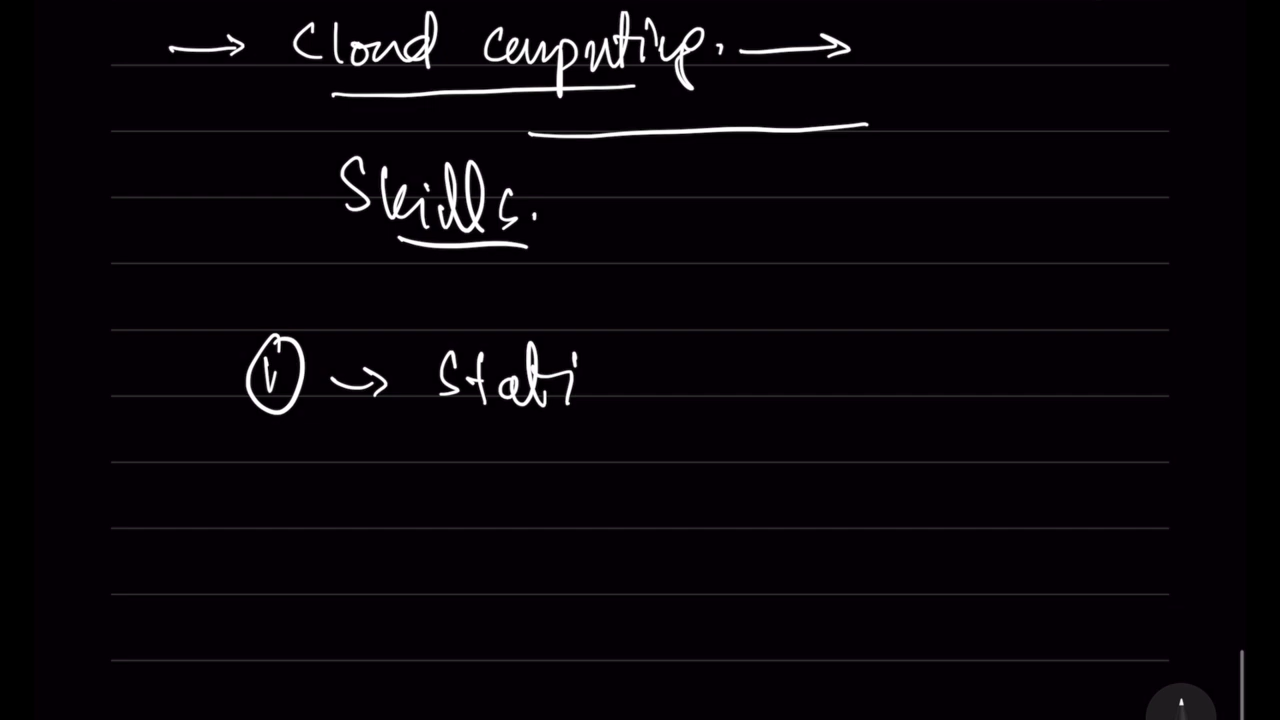 → Cloud computing. →
Skills.
① → Stati